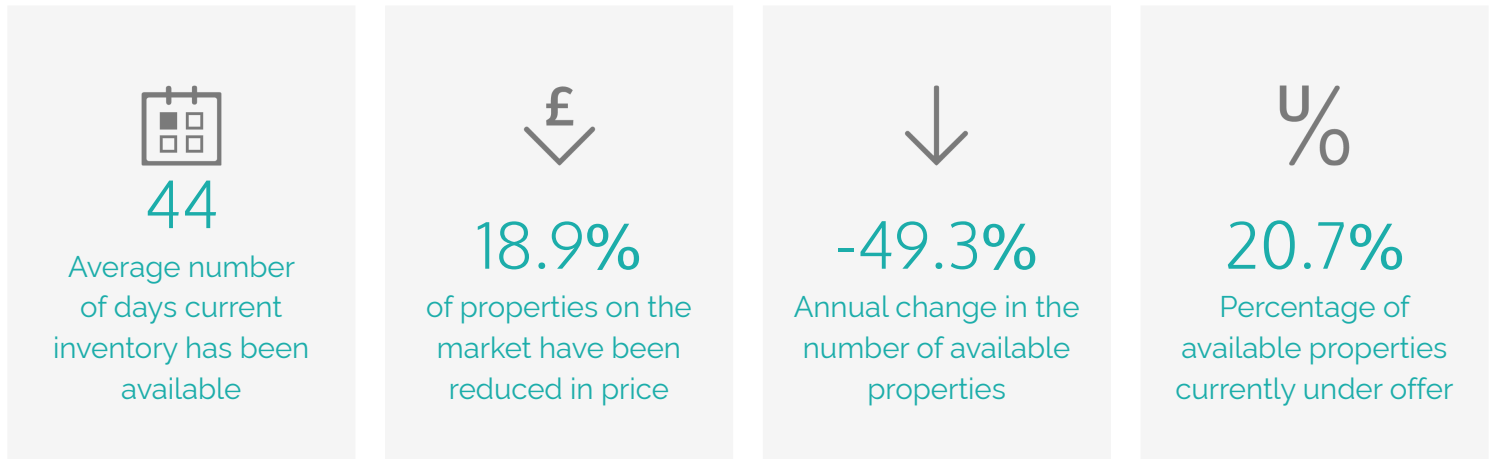 44
Average number
of days current
inventory has been
available
£
18.9%
of properties on the
market have been
reduced in price
-49.3%
Annual change in the
number of available
properties
U%
20.7%
Percentage of
available properties
currently under offer